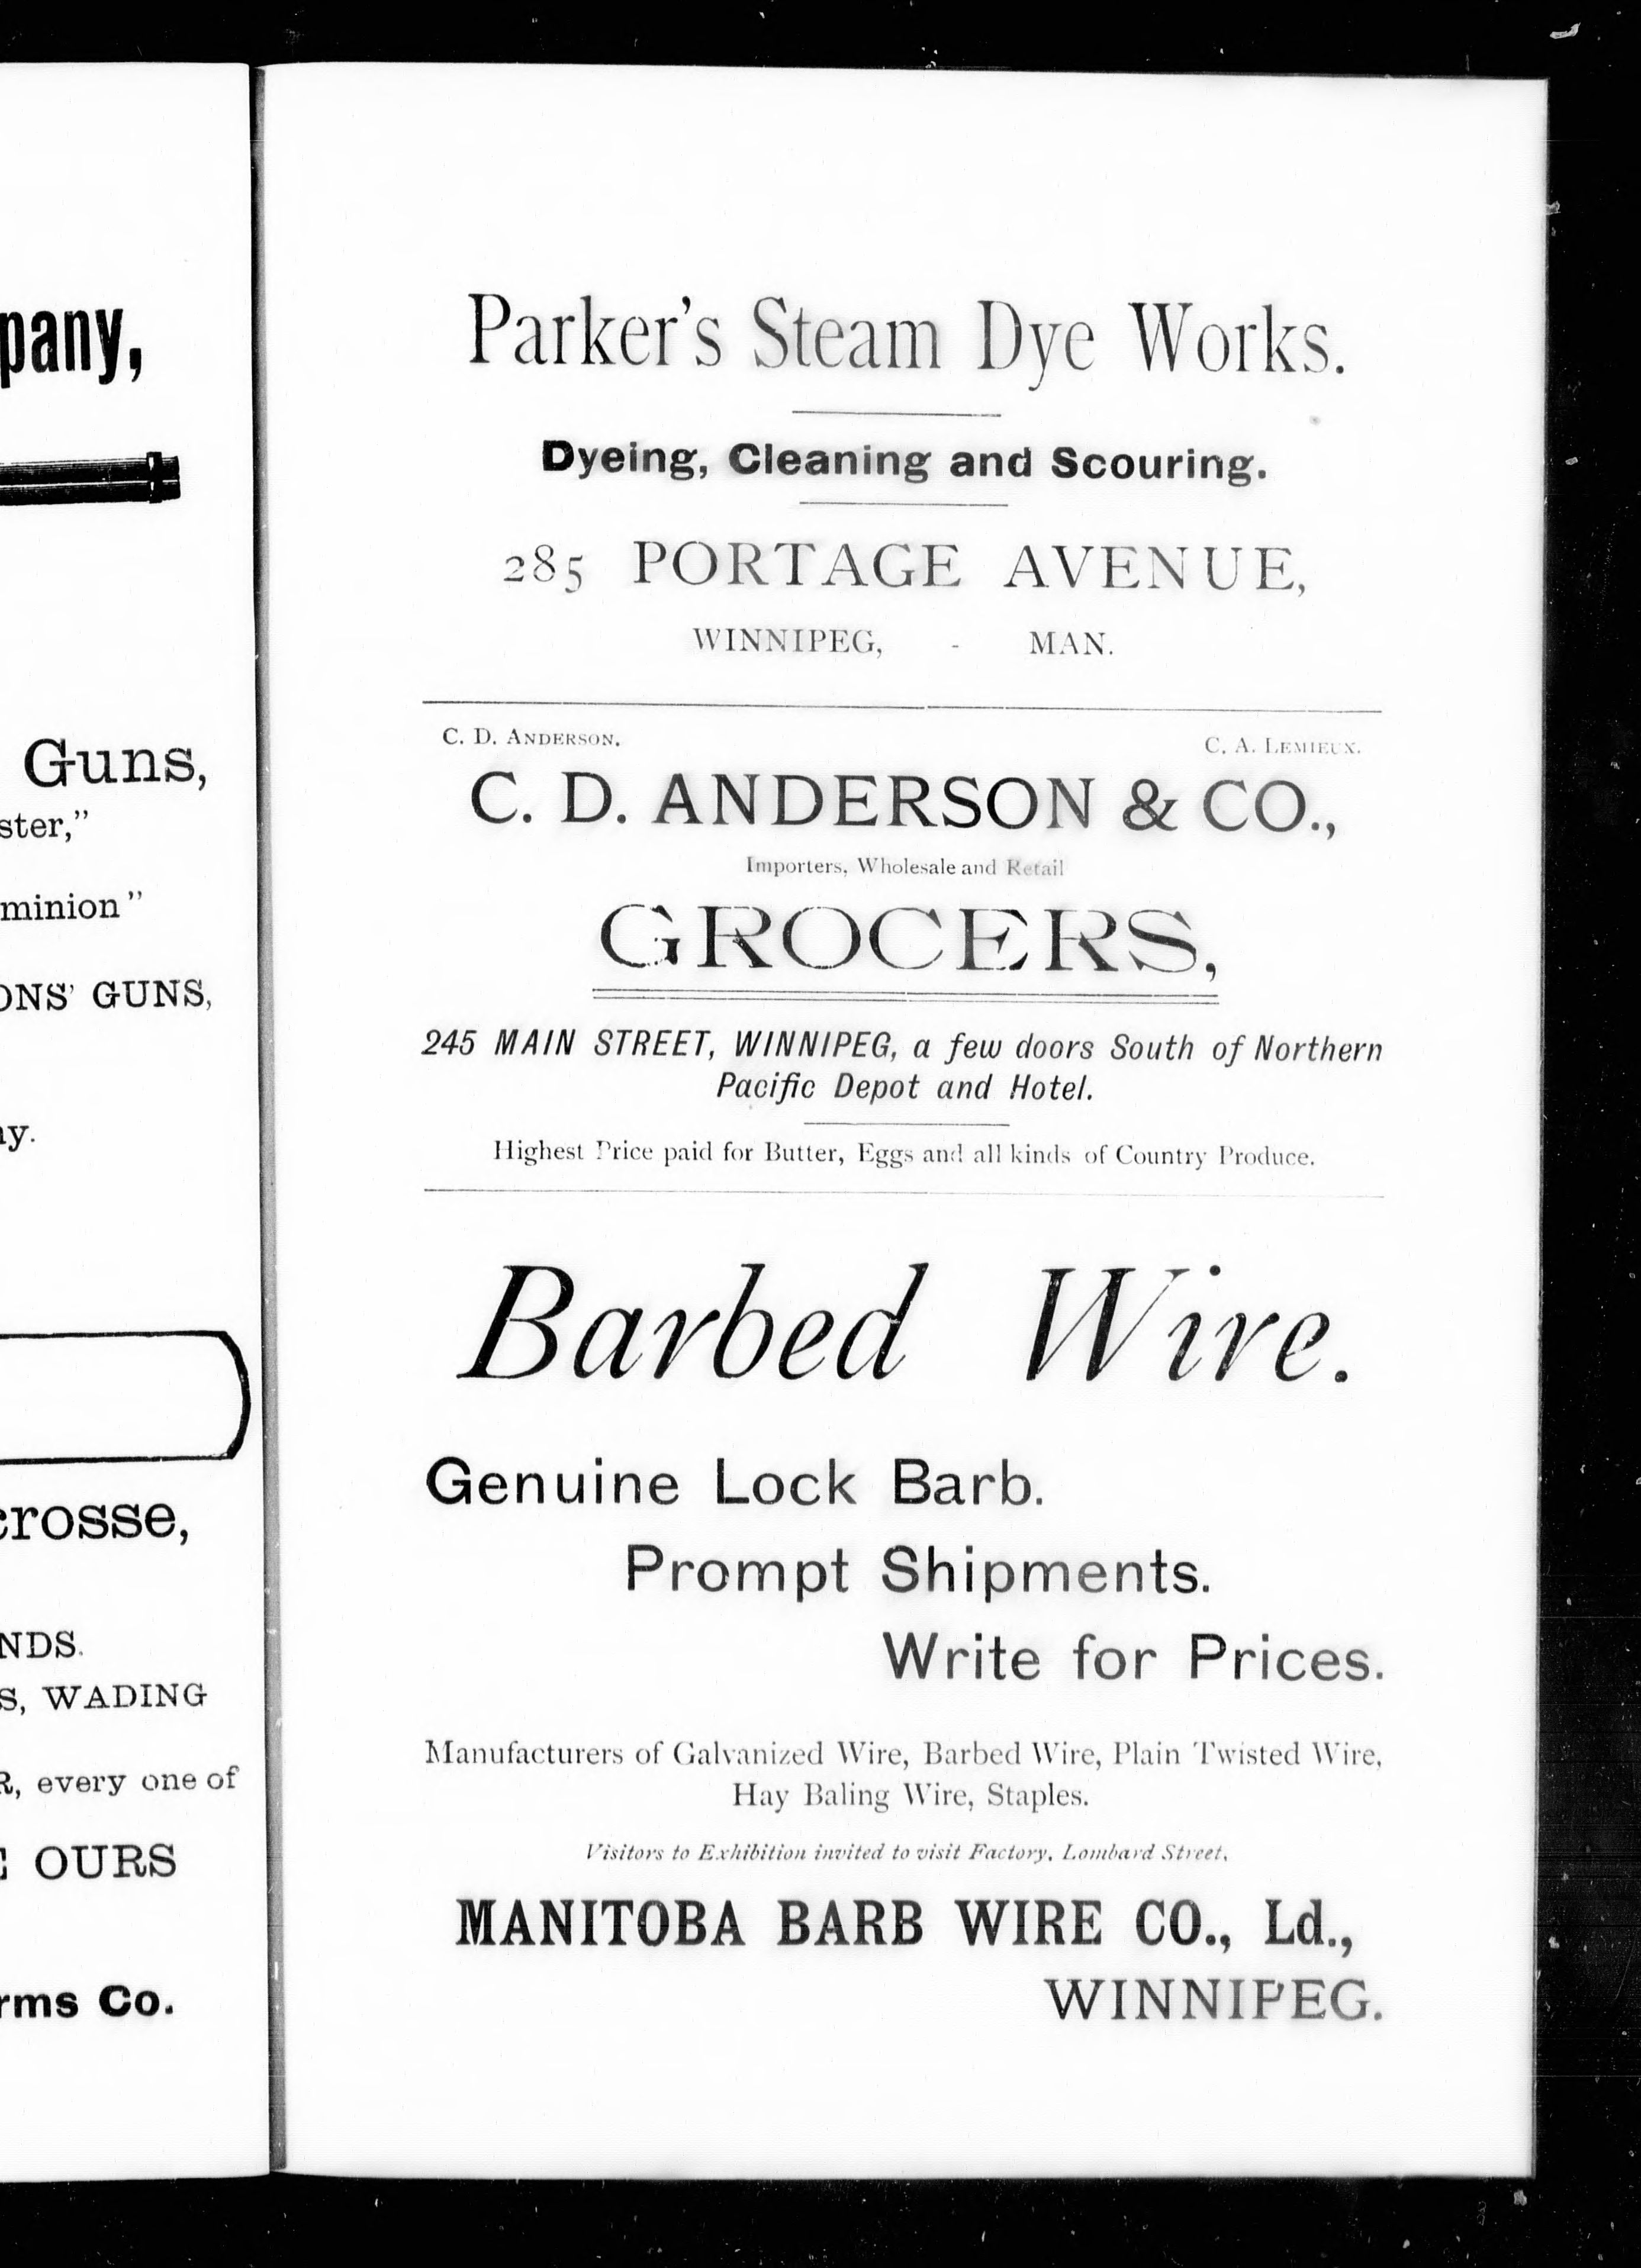 pany,
Guns,
ster,"
minion"
ONS' GUNS,
ay.
crosse,
NDS.
S, WADING
R, every one of
E OURS
rms Co.
Parker's Steam Dye Works.
Dyeing, Cleaning and Scouring.
285 PORTAGE AVENUE,
WINNIPEG, - MAN.
C. D. ANDERSON. C. A. LEMIEUX.
C. D. ANDERSON & CO.,
Importers, Wholesale and Retail
GROCERS,
245 MAIN STREET, WINNIPEG, a few doors South of Northern
Pacific Depot and Hotel.
Highest Price paid for Butter, Eggs and all kinds of Country Produce.
Barbed Wire.
Genuine Lock Barb.
Prompt Shipments.
Write for Prices.
Manufacturers of Galvanized Wire, Barbed Wire, Plain Twisted Wire,
Hay Baling Wire, Staples.
Visitors to Exhibition invited to visit Factory, Lombard Street,
MANITOBA BARB WIRE CO., Ld.,
WINNIPEG.